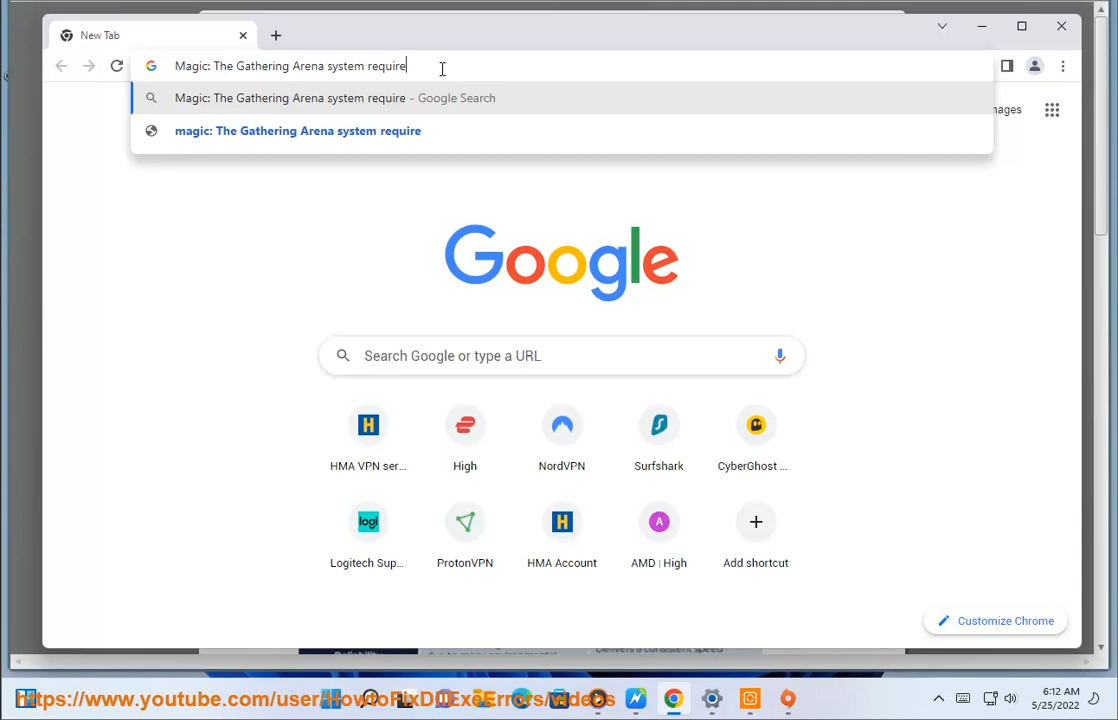 New Tab
Magic: The Gathering Arena system require
Magic: The Gathering Arena system require - Google Search
magic: The Gathering Arena system require
Google
Search Google or type a URL
HMA VPN ser...
High
NordVPN
Surfshark
CyberGhost ...
logi
A
Logitech Sup...
ProtonVPN
HMA Account
AMD | High
Add shortcut
Customize Chrome
https://www.youtube.com/user/HowtoFixDllExeErrors/videos
6:12 AM
5/25/2022